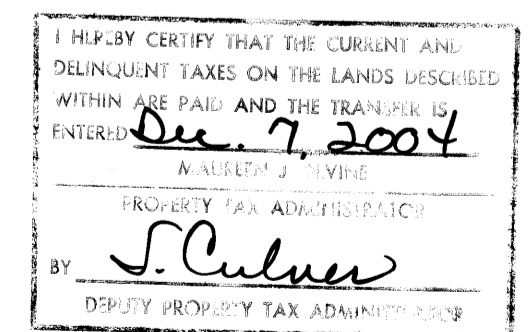 I HEREBY CERTIFY THAT THE CURRENT AND
DELINQUENT TAXES ON THE LANDS DESCRIBED
WITHIN ARE PAID AND THE TRANSFER IS
ENTERED Dec. 7, 2004
MAUREEN J. DEVINE
PROPERTY TAX ADMINISTRATOR
BY S. Culver
DEPUTY PROPERTY TAX ADMINISTRATOR